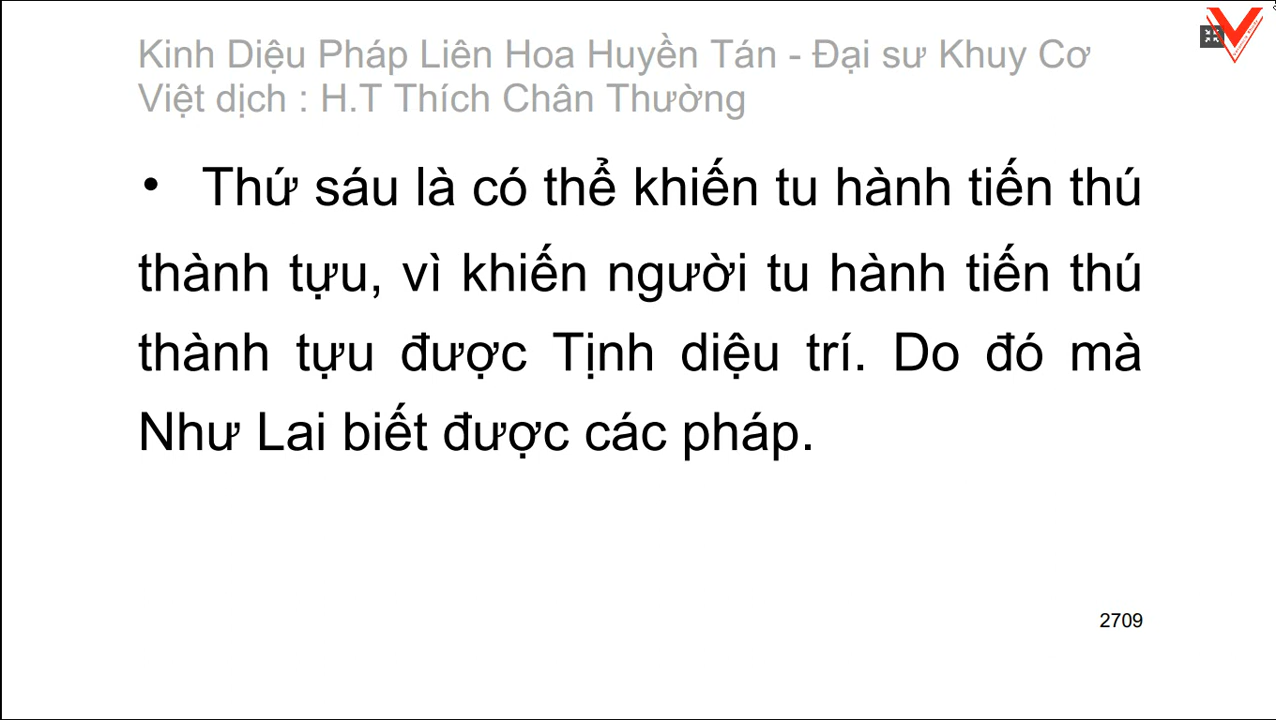 Kinh Diệu Pháp Liên Hoa Huyền Tán - Đại sư Khuy Cơ
Việt dịch : H.T Thích Chân Thường
• Thứ sáu là có thể khiến tu hành tiến thú
thành tựu, vì khiến người tu hành tiến thú
thành tựu được Tịnh diệu trí. Do đó mà
Như Lai biết được các pháp.
2709